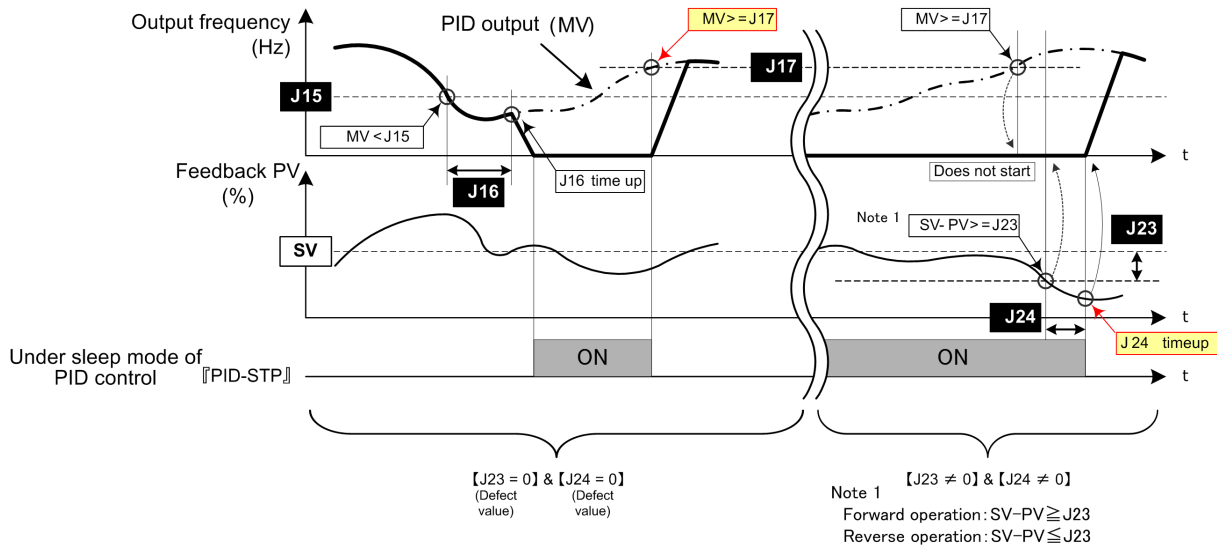 Output frequency
(Hz)
PID output (MV)
MV>=J17
MV>=J17
J17
J15
MV<J15
J16
J16 time up
t
Does not start
Feedback PV
(%)
Note 1
SV-PV>=J23
J23
SV
J24
t
J24 timeup
Under sleep mode of
PID control
『PID-STP』
ON
ON
t
【J23 = 0】 & 【J24 = 0】
(Defect
value)
(Defect
value)
【J23 ≠ 0】 & 【J24 ≠ 0】
Note 1
Forward operation:SV-PV≧J23
Reverse operation:SV-PV≦J23